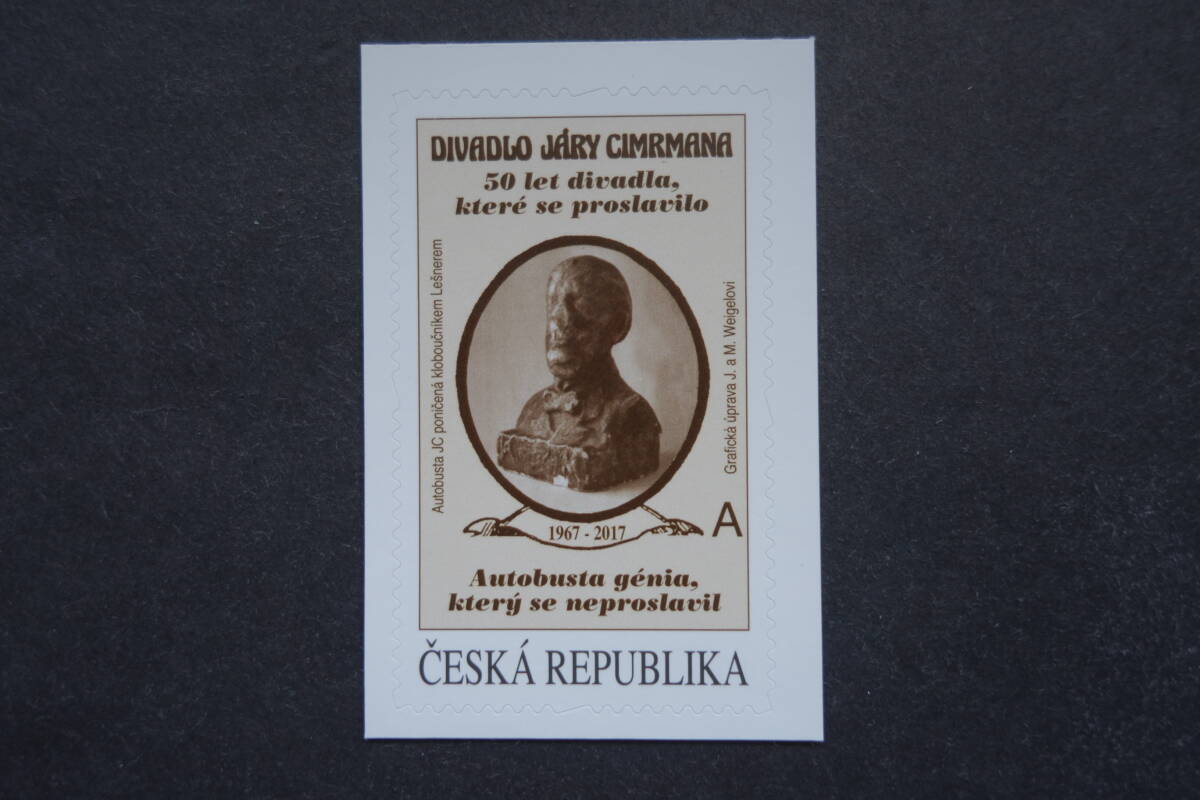 DIVADLO JÁRY CIMRMANA
50 let divadla,
které se proslavilo
Autobusta JC poničená kloboučníkem Lešnerem
Grafická úprava J. a M. Weigelovi
1967 - 2017
A
Autobusta génia,
který se neproslavil
ČESKÁ REPUBLIKA